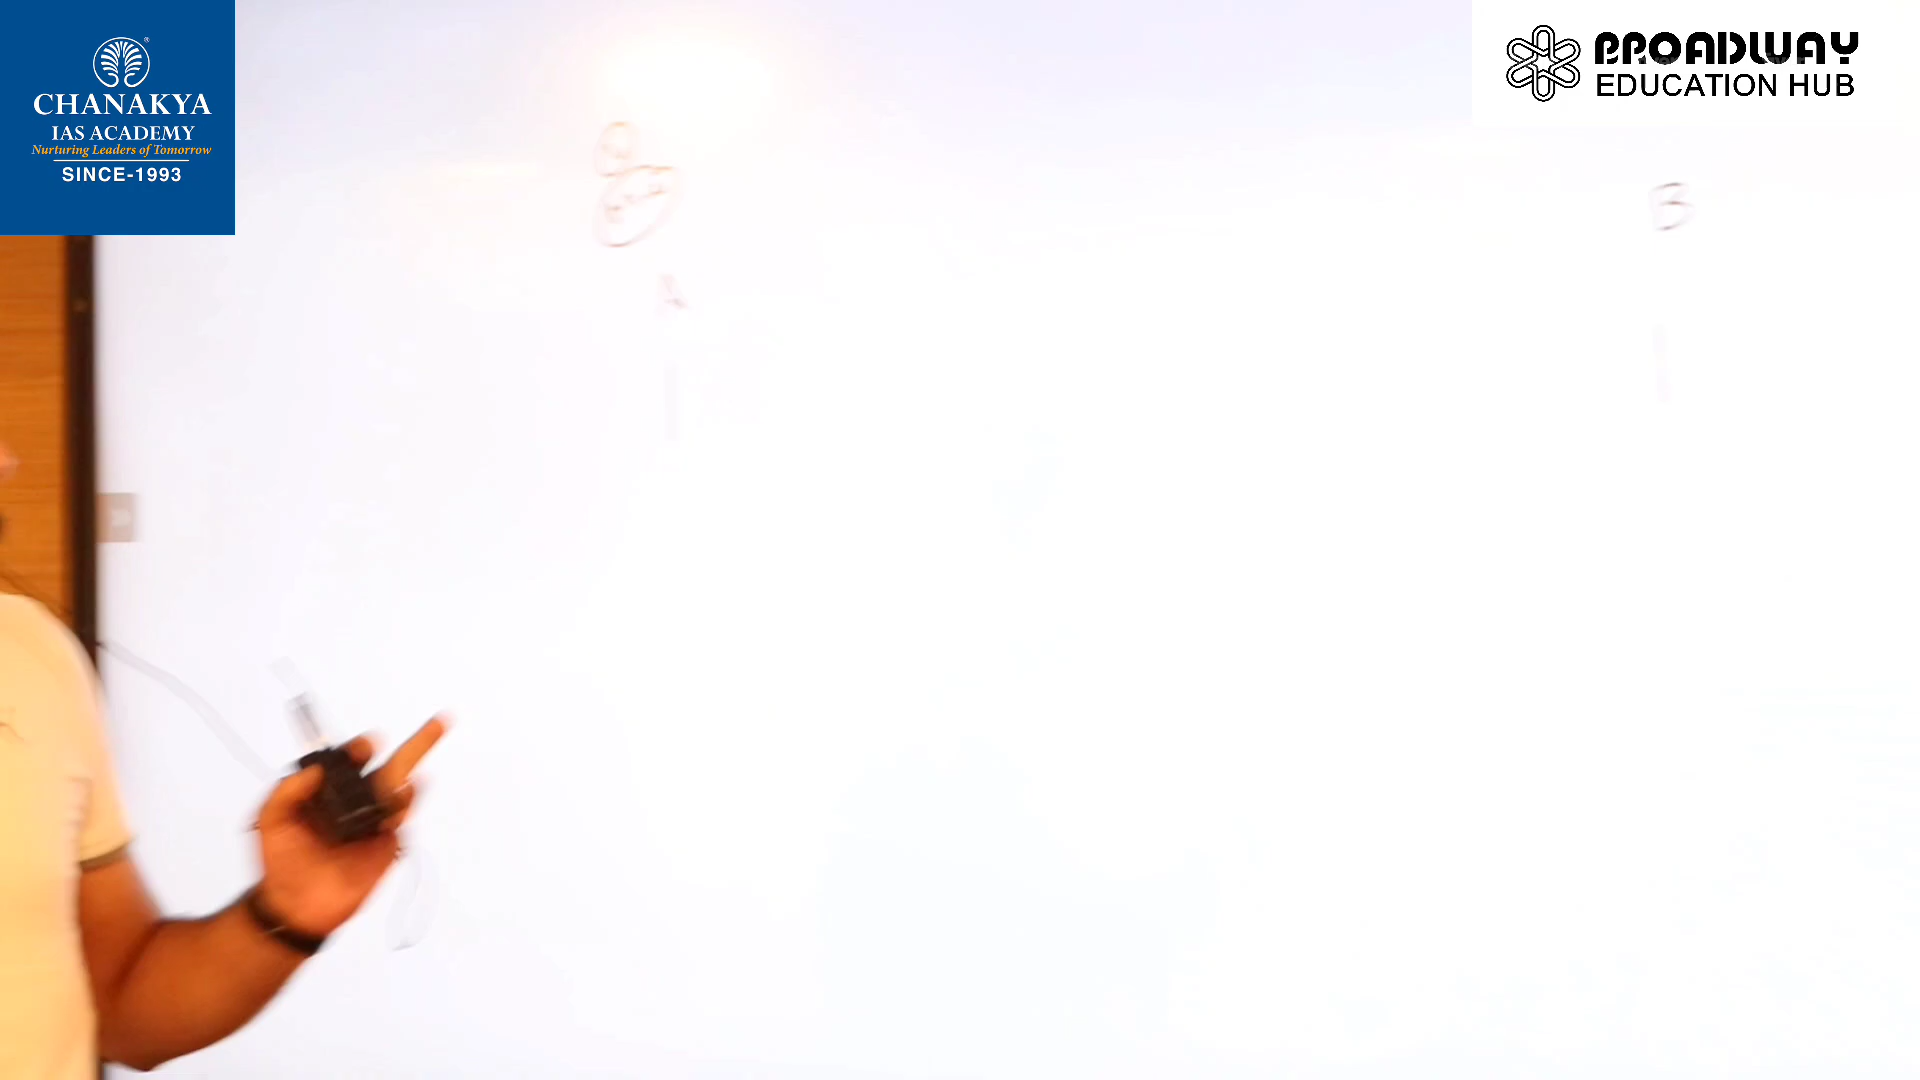 CHANAKYA
IAS ACADEMY
Nurturing Leaders of Tomorrow
SINCE-1993
BROADWAY
EDUCATION HUB
B
A